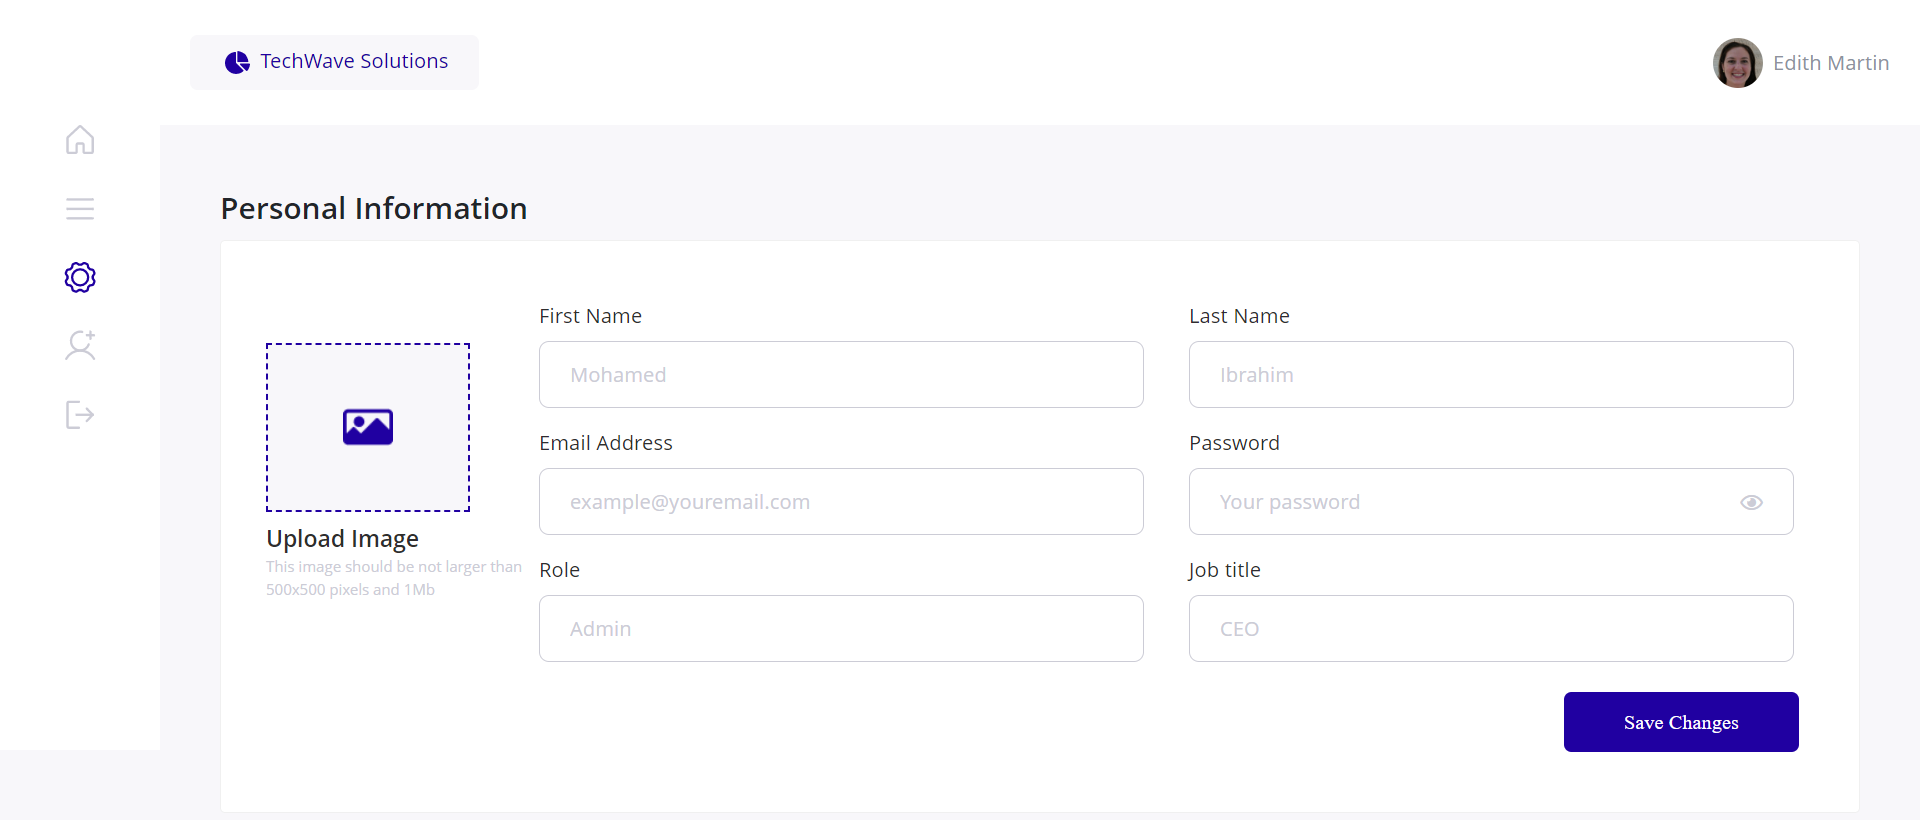 TechWave Solutions
Edith Martin
Personal Information
First Name
Last Name
Mohamed
Ibrahim
Email Address
Password
example@youremail.com
Your password
Upload Image
This image should be not larger than
500x500 pixels and 1Mb
Role
Job title
Admin
CEO
Save Changes